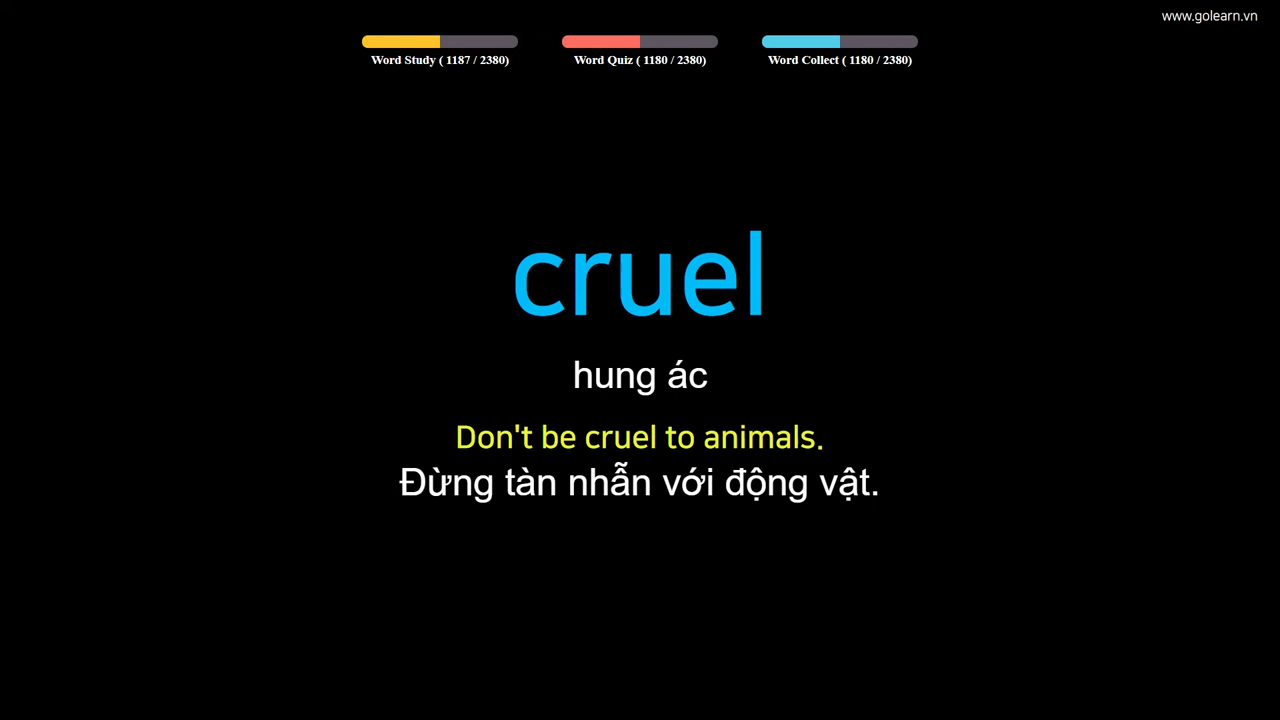 www.golearn.vn
Word Study ( 1187 / 2380)
Word Quiz ( 1180 / 2380)
Word Collect ( 1180 / 2380)
cruel
hung ác
Don't be cruel to animals.
Đừng tàn nhẫn với động vật.